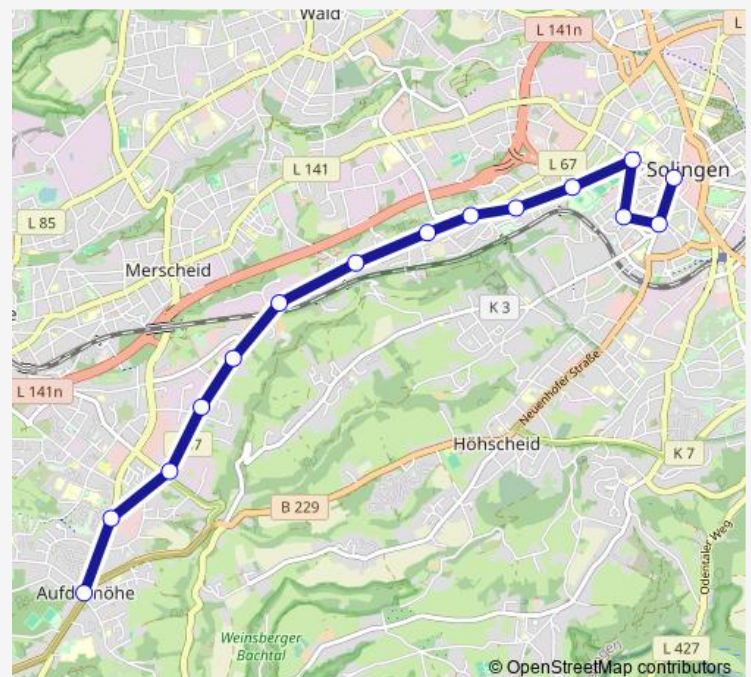 Wald
L 141n
L
L 141
L 67
Solingen
L 85
Merscheid
K 3
L 141n
Neuenhofer Straße
Höhscheid
K 7
B 229
Odentaler Weg
Aufderhöhe
Weinsberger
Bachtal
L 427
© OpenStreetMap contributors